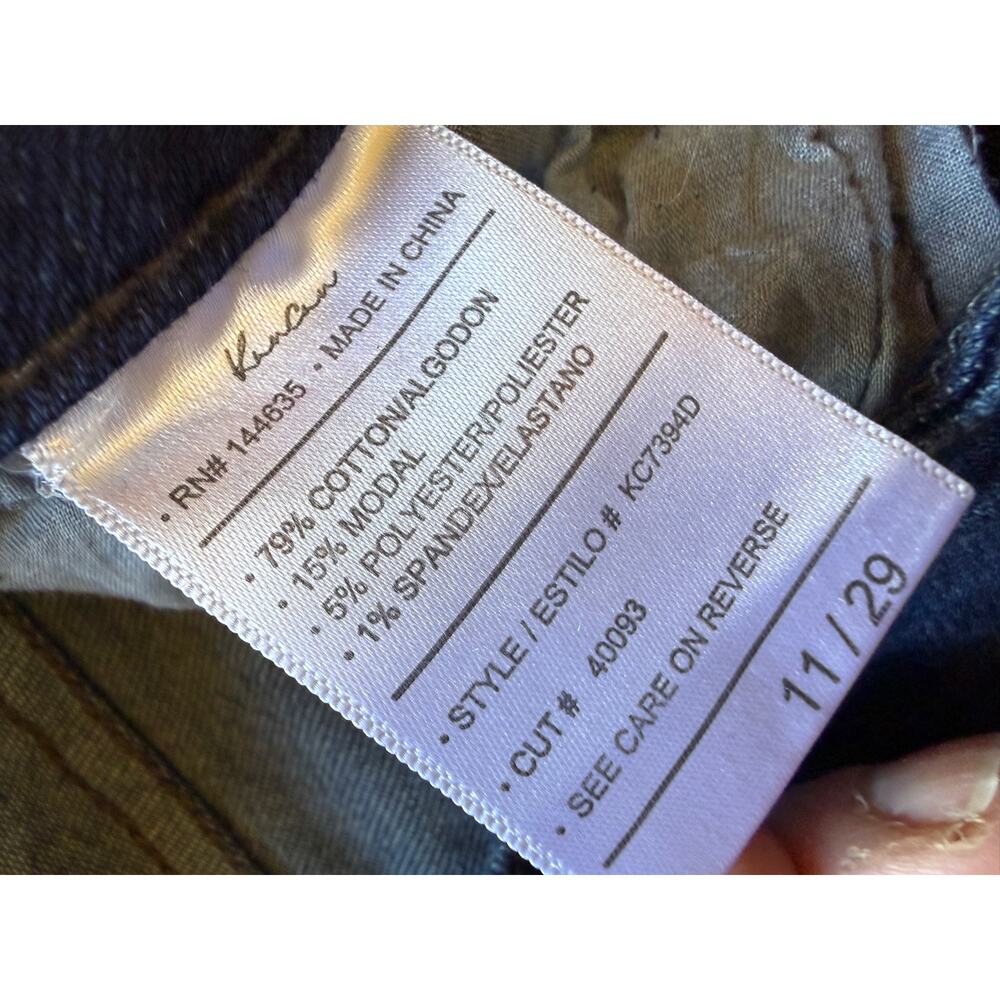 KanCan
• RN# 144635 • MADE IN CHINA
• 79% COTTON/ALGODON
• 15% MODAL
• 5% POLYESTER/POLIESTER
• 1% SPANDEX/ELASTANO
• STYLE / ESTILO # KC7394D
• CUT # 40093
• SEE CARE ON REVERSE
11 / 29